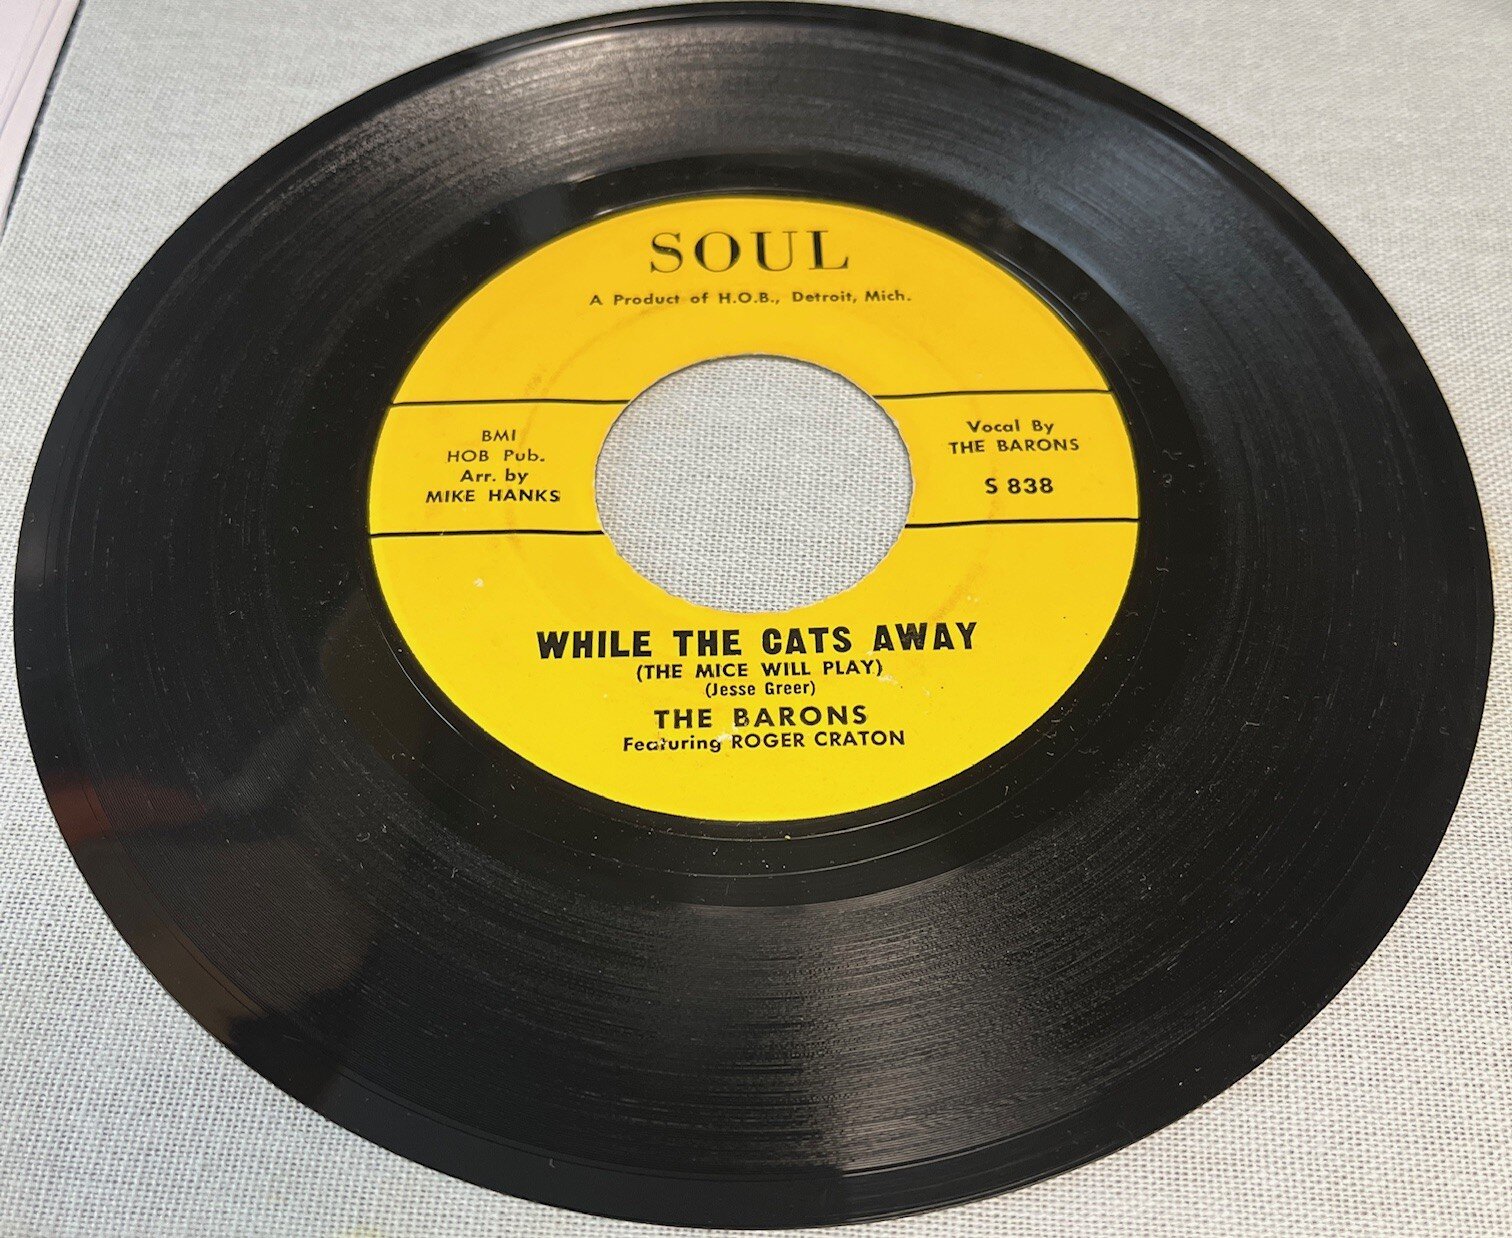 SOUL
A Product of H.O.B., Detroit, Mich.
BMI
HOB Pub.
Arr. by
MIKE HANKS
Vocal By
THE BARONS
S 838
WHILE THE CATS AWAY
(THE MICE WILL PLAY)
(Jesse Greer)
THE BARONS
Featuring ROGER CRATON